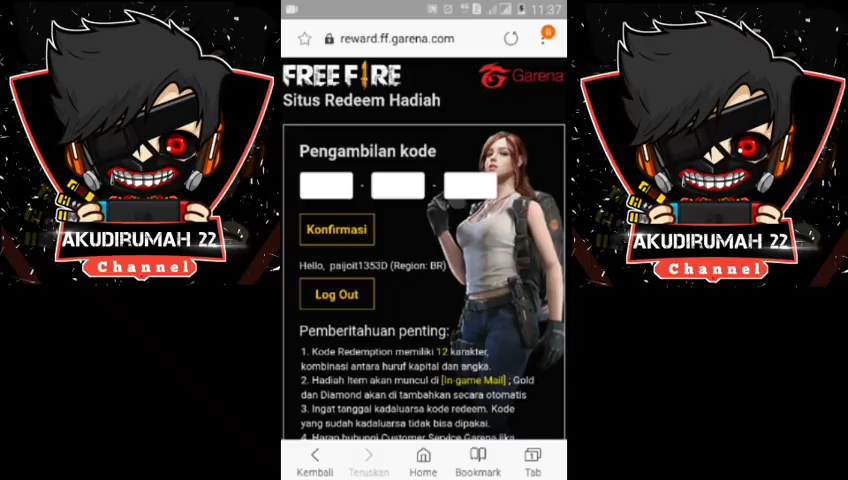 11:37
reward.ff.garena.com
8
FREE FIRE
Garena
Situs Redeem Hadiah
Pengambilan kode
Konfirmasi
Hello, paijoit1353D (Region: BR)
Log Out
Pemberitahuan penting:
1. Kode Redemption memiliki 12 karakter,
kombinasi antara huruf kapital dan angka.
2. Hadiah Item akan muncul di [In-game Mail] ; Gold
dan Diamond akan di tambahkan secara otomatis
3. Ingat tanggal kadaluarsa kode redeem. Kode
yang sudah kadaluarsa tidak bisa dipakai.
4. Harap hubungi Customer Service Garena jika
Kembali
Teruskan
Home
Bookmark
Tab
1
AKUDIRUMAH 22
Channel
AKUDIRUMAH 22
Channel